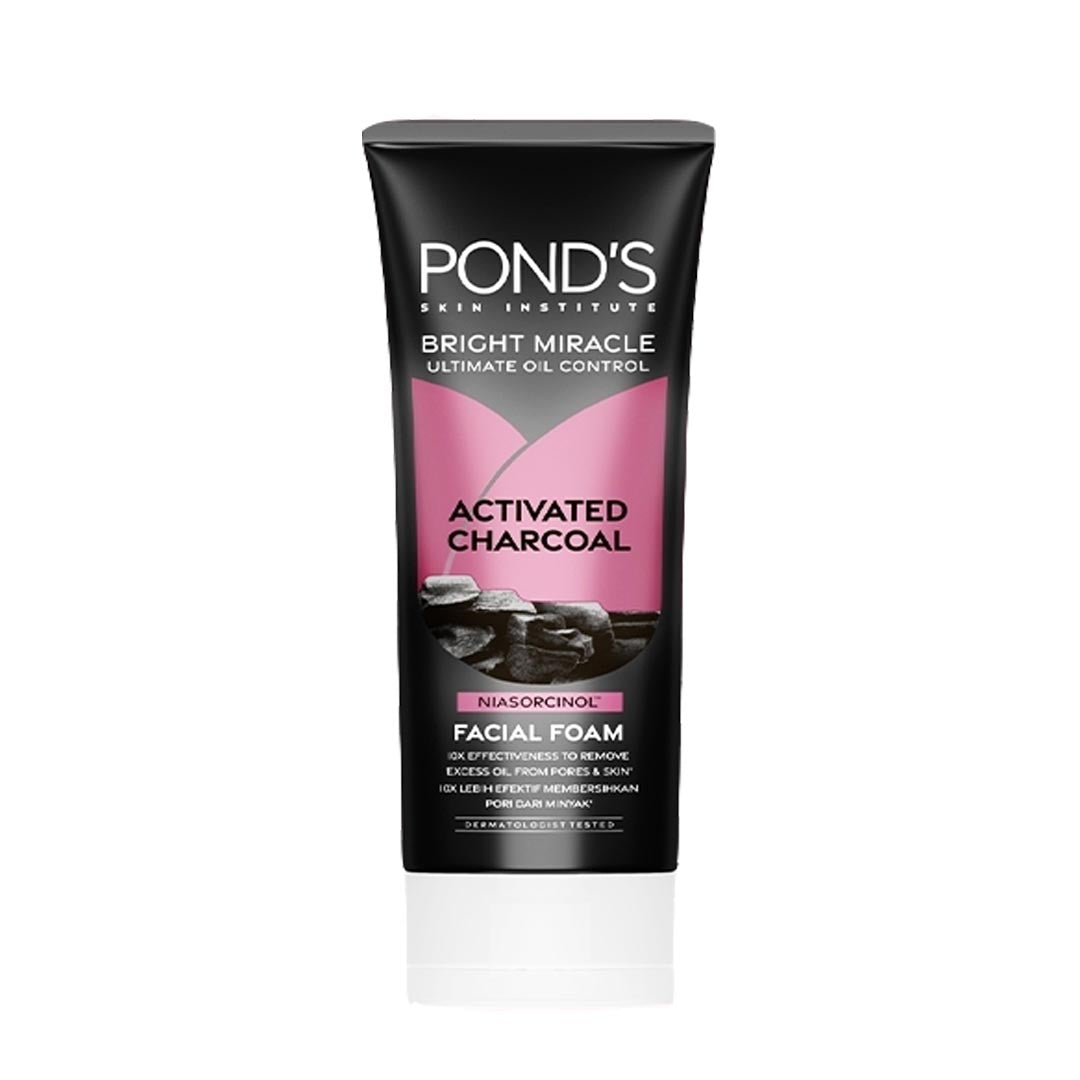 POND'S
SKIN INSTITUTE
BRIGHT MIRACLE
ULTIMATE OIL CONTROL
ACTIVATED
CHARCOAL
NIASORCINOL™
FACIAL FOAM
10X EFFECTIVENESS TO REMOVE
EXCESS OIL FROM PORES & SKIN*
10X LEBIH EFEKTIF MEMBERSIHKAN
PORI DARI MINYAK*
DERMATOLOGIST TESTED